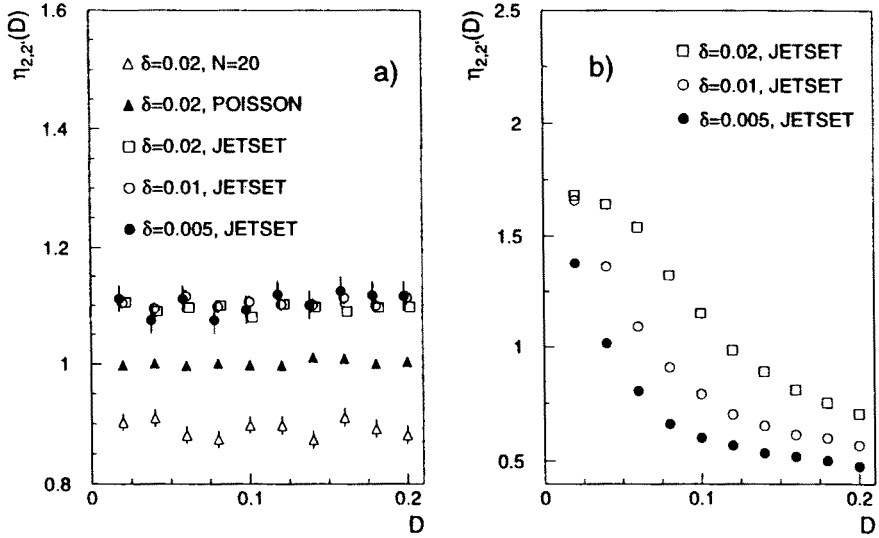 η2,2'(D)
1.6
1.4
1.2
1
0.8
a)
△ δ=0.02, N=20
▲ δ=0.02, POISSON
□ δ=0.02, JETSET
○ δ=0.01, JETSET
● δ=0.005, JETSET
0
0.1
0.2
D
η2,2'(D)
2.5
2
1.5
1
0.5
b)
□ δ=0.02, JETSET
○ δ=0.01, JETSET
● δ=0.005, JETSET
0
0.1
0.2
D